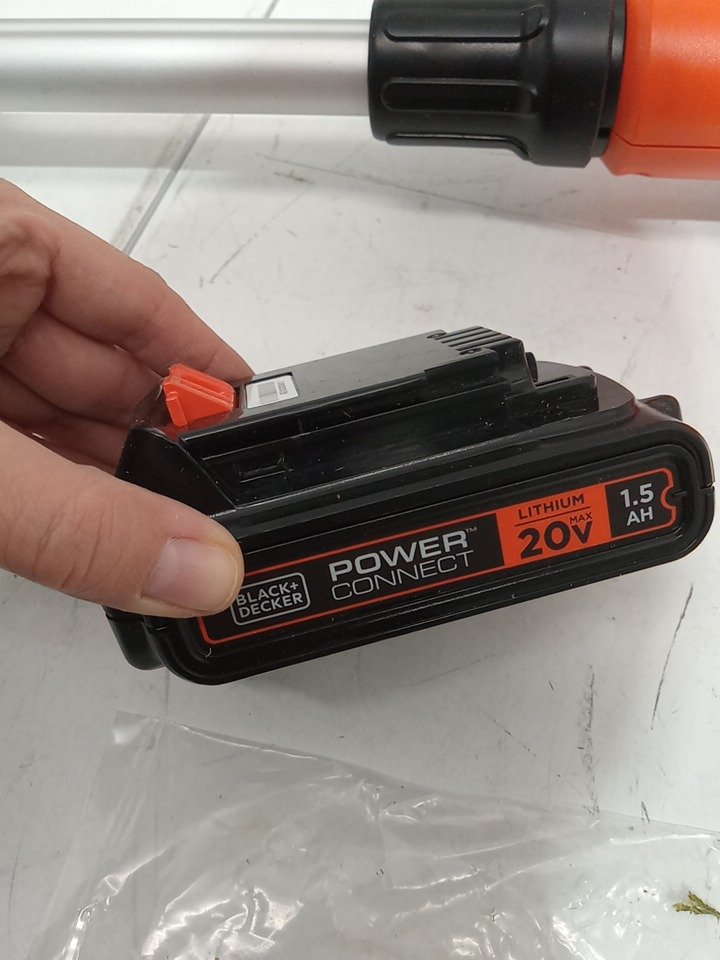 BLACK+
DECKER
POWER™
CONNECT
LITHIUM
MAX
20V
1.5
AH